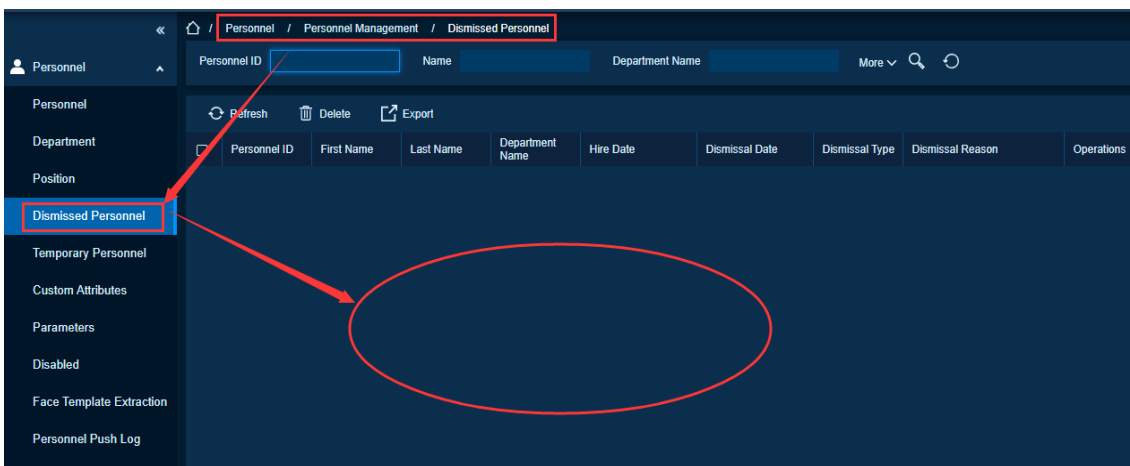 « / Personnel / Personnel Management / Dismissed Personnel
Personnel ID Name Department Name More
Refresh Delete Export
Personnel ID First Name Last Name Department Name Hire Date Dismissal Date Dismissal Type Dismissal Reason Operations
Personnel
Personnel
Department
Position
Dismissed Personnel
Temporary Personnel
Custom Attributes
Parameters
Disabled
Face Template Extraction
Personnel Push Log